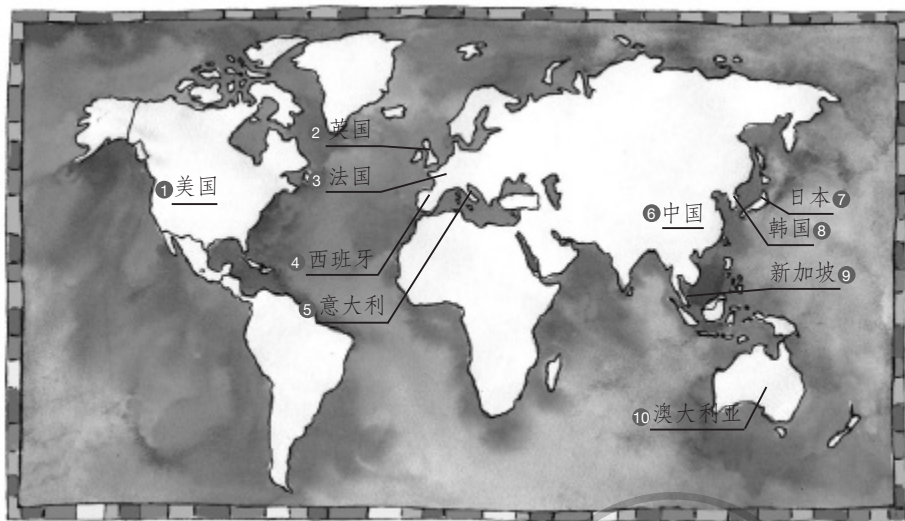 1 美国
2 英国
3 法国
4 西班牙
5 意大利
6 中国
日本 7
韩国 8
新加坡 9
10 澳大利亚